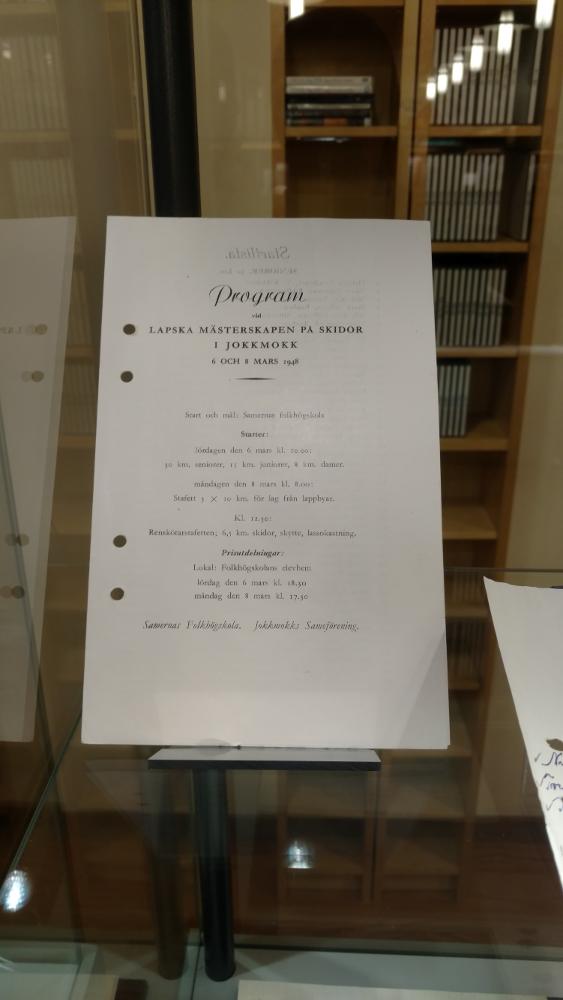 Startlista.
Program
vid
LAPSKA MÄSTERSKAPEN PÅ SKIDOR
I JOKKMOKK
6 OCH 8 MARS 1948
Start och mål: Samernas folkhögskola
Starter:
lördagen den 6 mars kl. 10.00:
30 km. seniorer, 15 km. juniorer, 8 km. damer.
måndagen den 8 mars kl. 8.00:
Stafett 3 × 10 km. för lag från lappbyar.
Kl. 12.30:
Renskötarstafetten; 6,5 km. skidor, skytte, lassokastning.
Prisutdelningar:
Lokal: Folkhögskolans elevhem
lördag den 6 mars kl. 18.30
måndag den 8 mars kl. 17.30
Samernas Folkhögskola. Jokkmokks Sameförening.